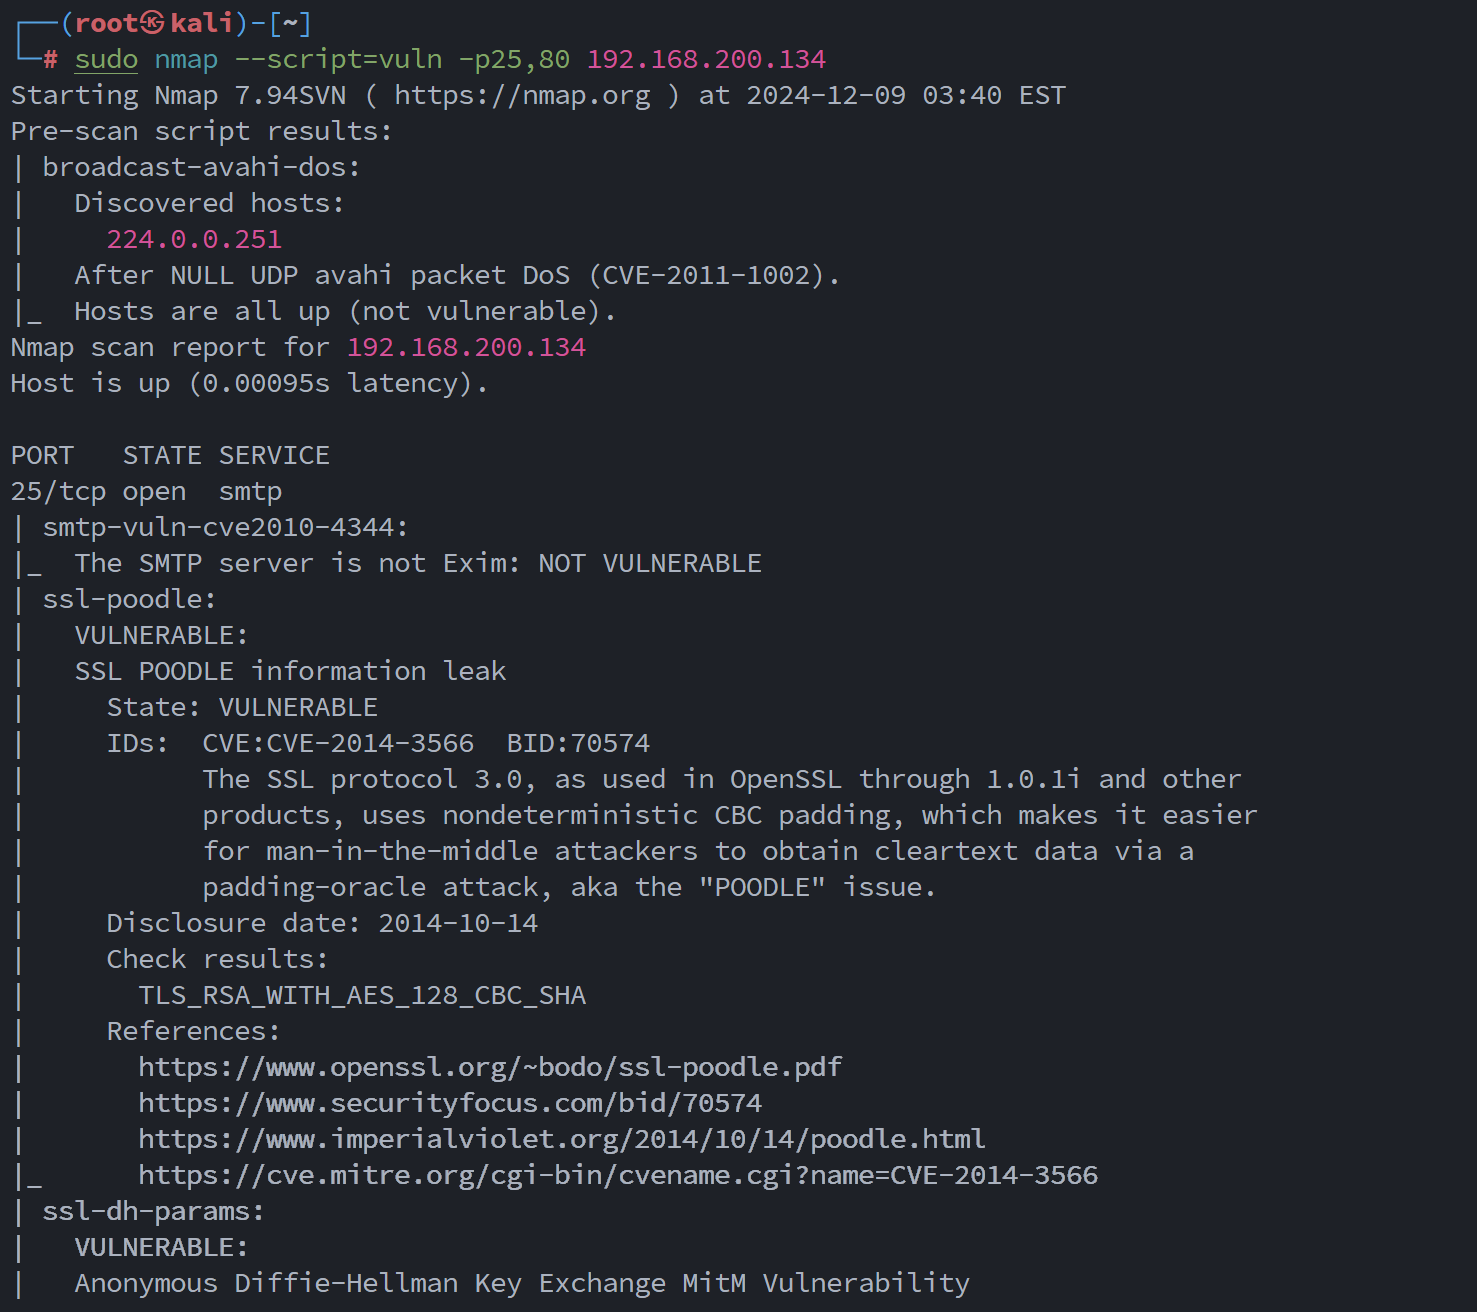 ┌──(root㉿kali)-[~]
└─# sudo nmap --script=vuln -p25,80 192.168.200.134
Starting Nmap 7.94SVN ( https://nmap.org ) at 2024-12-09 03:40 EST
Pre-scan script results:
| broadcast-avahi-dos:
|   Discovered hosts:
|     224.0.0.251
|   After NULL UDP avahi packet DoS (CVE-2011-1002).
|_  Hosts are all up (not vulnerable).
Nmap scan report for 192.168.200.134
Host is up (0.00095s latency).

PORT   STATE SERVICE
25/tcp open  smtp
| smtp-vuln-cve2010-4344:
|_  The SMTP server is not Exim: NOT VULNERABLE
| ssl-poodle:
|   VULNERABLE:
|   SSL POODLE information leak
|     State: VULNERABLE
|     IDs:  CVE:CVE-2014-3566  BID:70574
|           The SSL protocol 3.0, as used in OpenSSL through 1.0.1i and other
|           products, uses nondeterministic CBC padding, which makes it easier
|           for man-in-the-middle attackers to obtain cleartext data via a
|           padding-oracle attack, aka the "POODLE" issue.
|     Disclosure date: 2014-10-14
|     Check results:
|       TLS_RSA_WITH_AES_128_CBC_SHA
|     References:
|       https://www.openssl.org/~bodo/ssl-poodle.pdf
|       https://www.securityfocus.com/bid/70574
|       https://www.imperialviolet.org/2014/10/14/poodle.html
|_      https://cve.mitre.org/cgi-bin/cvename.cgi?name=CVE-2014-3566
| ssl-dh-params:
|   VULNERABLE:
|   Anonymous Diffie-Hellman Key Exchange MitM Vulnerability